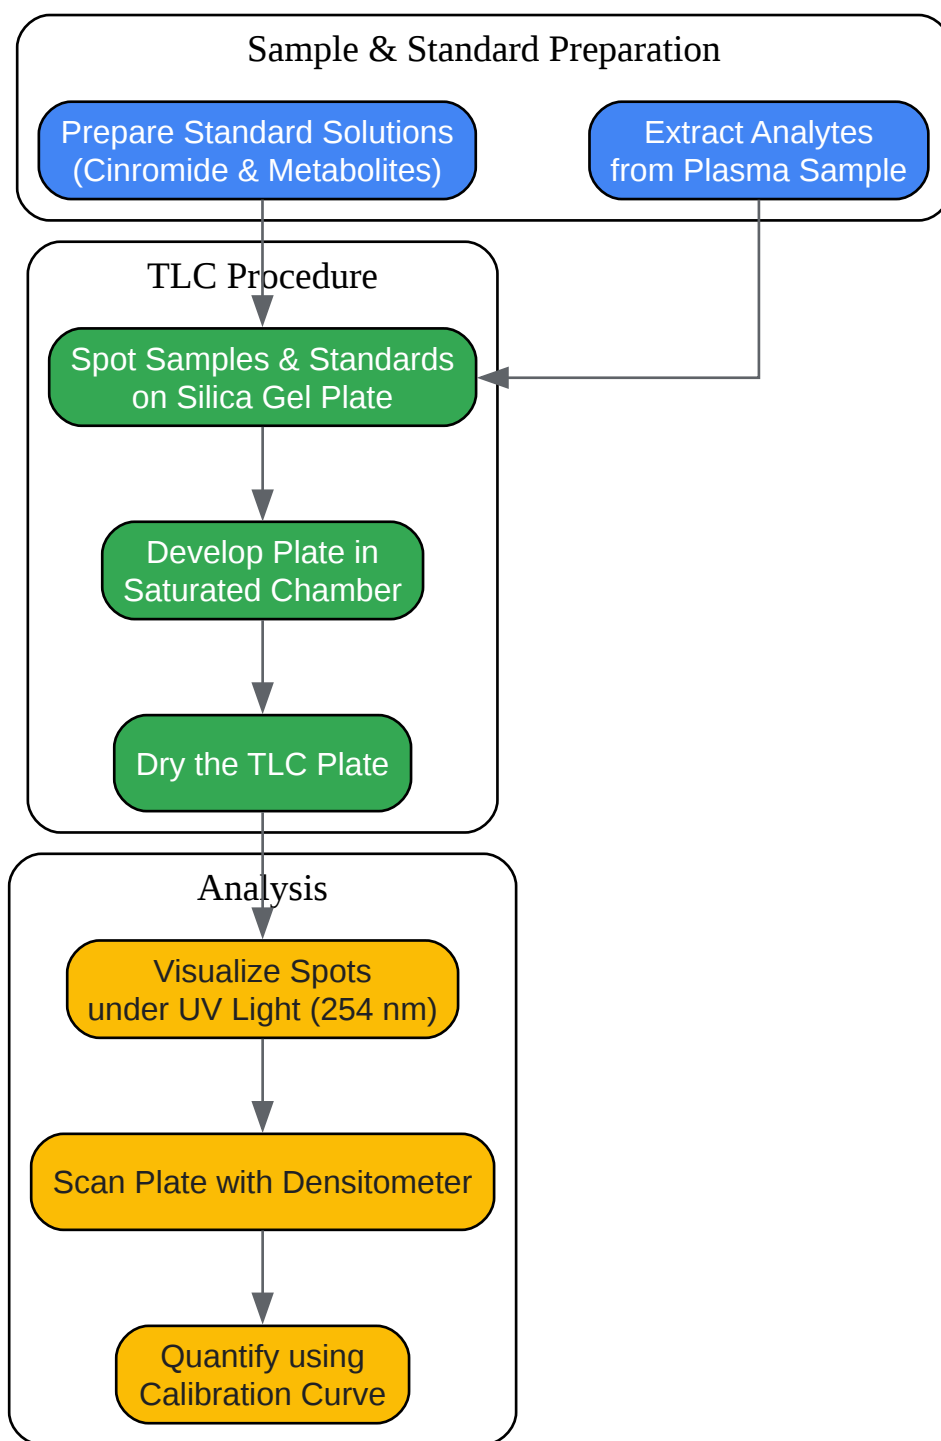 Sample & Standard Preparation
Prepare Standard Solutions
(Cinromide & Metabolites)
Extract Analytes
from Plasma Sample
TLC Procedure
Spot Samples & Standards
on Silica Gel Plate
Develop Plate in
Saturated Chamber
Dry the TLC Plate
Analysis
Visualize Spots
under UV Light (254 nm)
Scan Plate with Densitometer
Quantify using
Calibration Curve